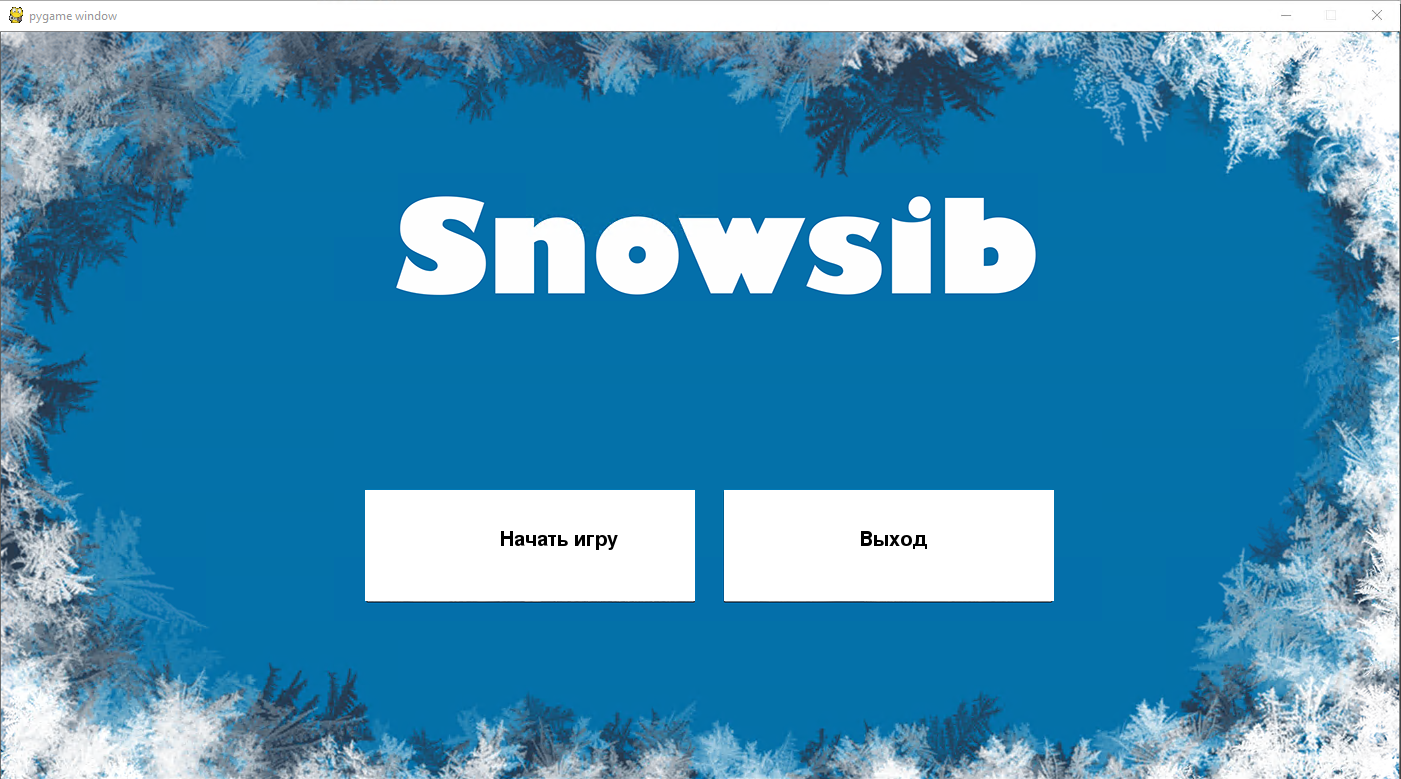 pygame window
Snowsib
Начать игру
Выход